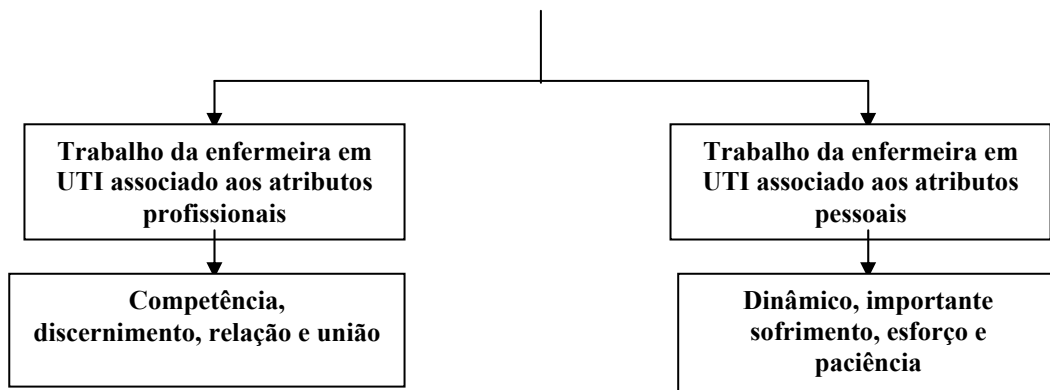 Trabalho da enfermeira em
UTI associado aos atributos
profissionais
Competência,
discernimento, relação e união
Trabalho da enfermeira em
UTI associado aos atributos
pessoais
Dinâmico, importante
sofrimento, esforço e
paciência